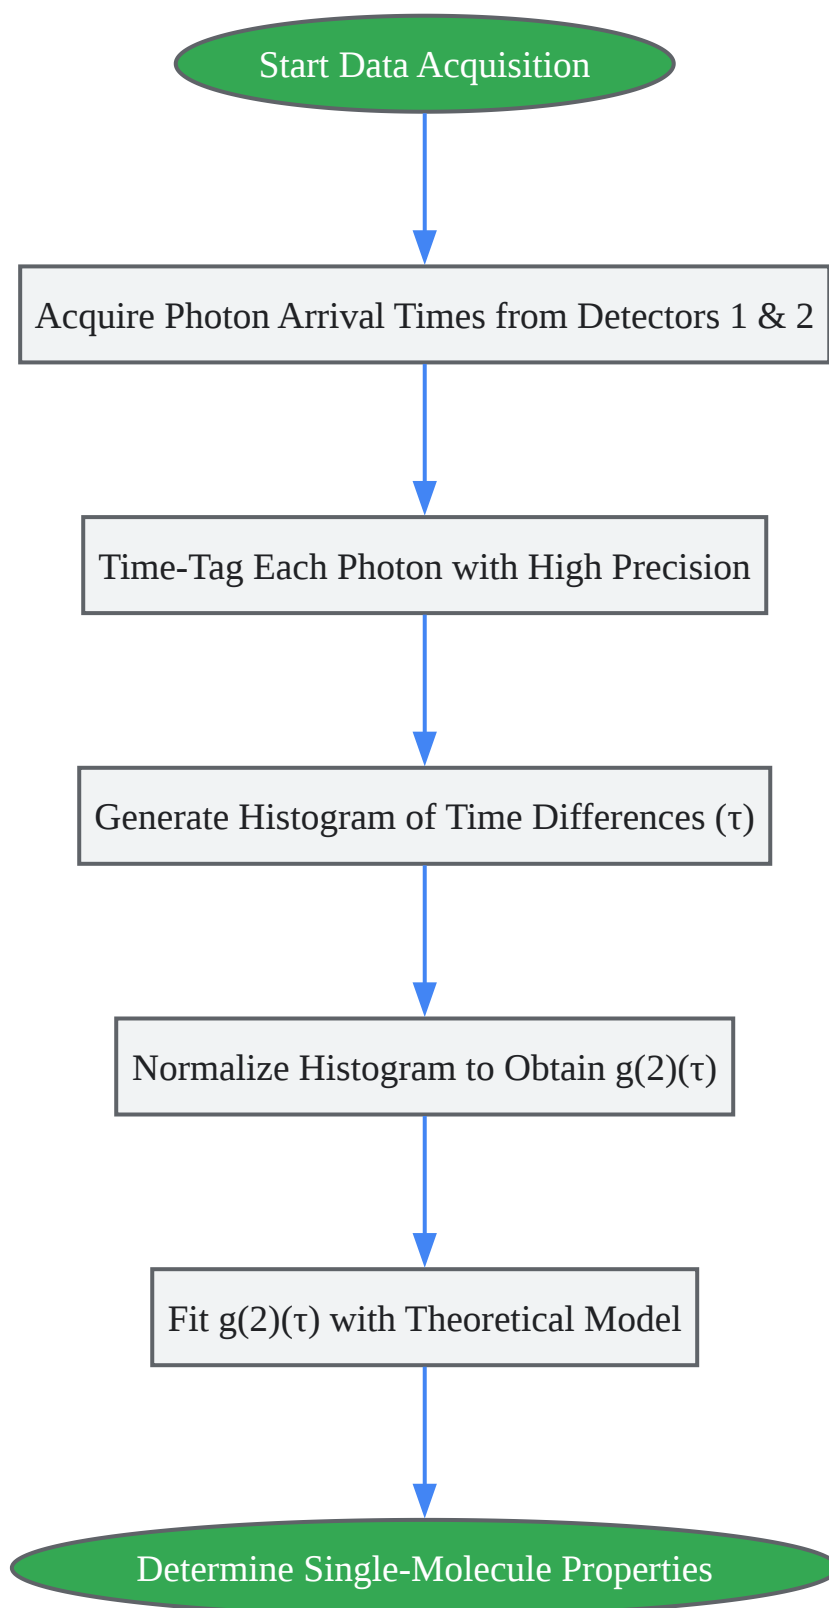 Start Data Acquisition
Acquire Photon Arrival Times from Detectors 1 & 2
Time-Tag Each Photon with High Precision
Generate Histogram of Time Differences (τ)
Normalize Histogram to Obtain g(2)(τ)
Fit g(2)(τ) with Theoretical Model
Determine Single-Molecule Properties